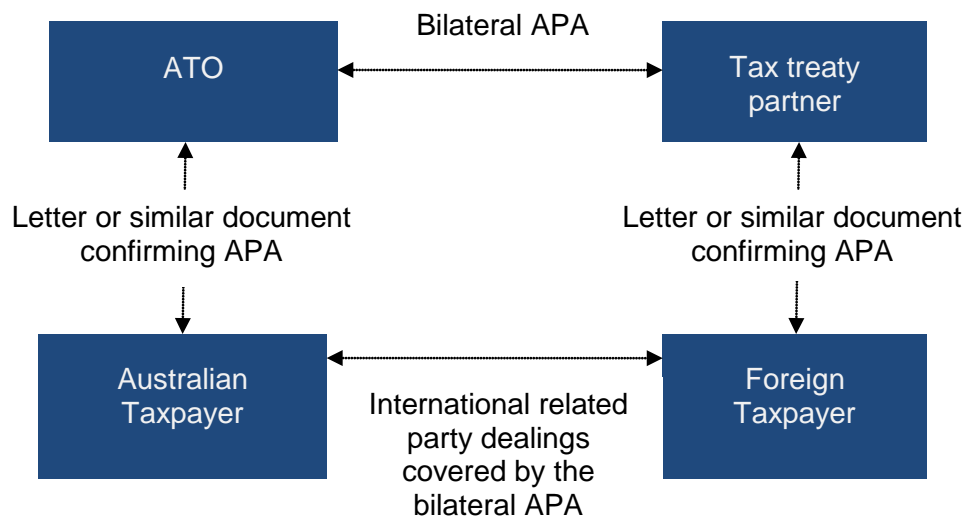 Bilateral APA
ATO
Tax treaty
partner
Letter or similar document
confirming APA
Letter or similar document
confirming APA
Australian
Taxpayer
Foreign
Taxpayer
International related
party dealings
covered by the
bilateral APA